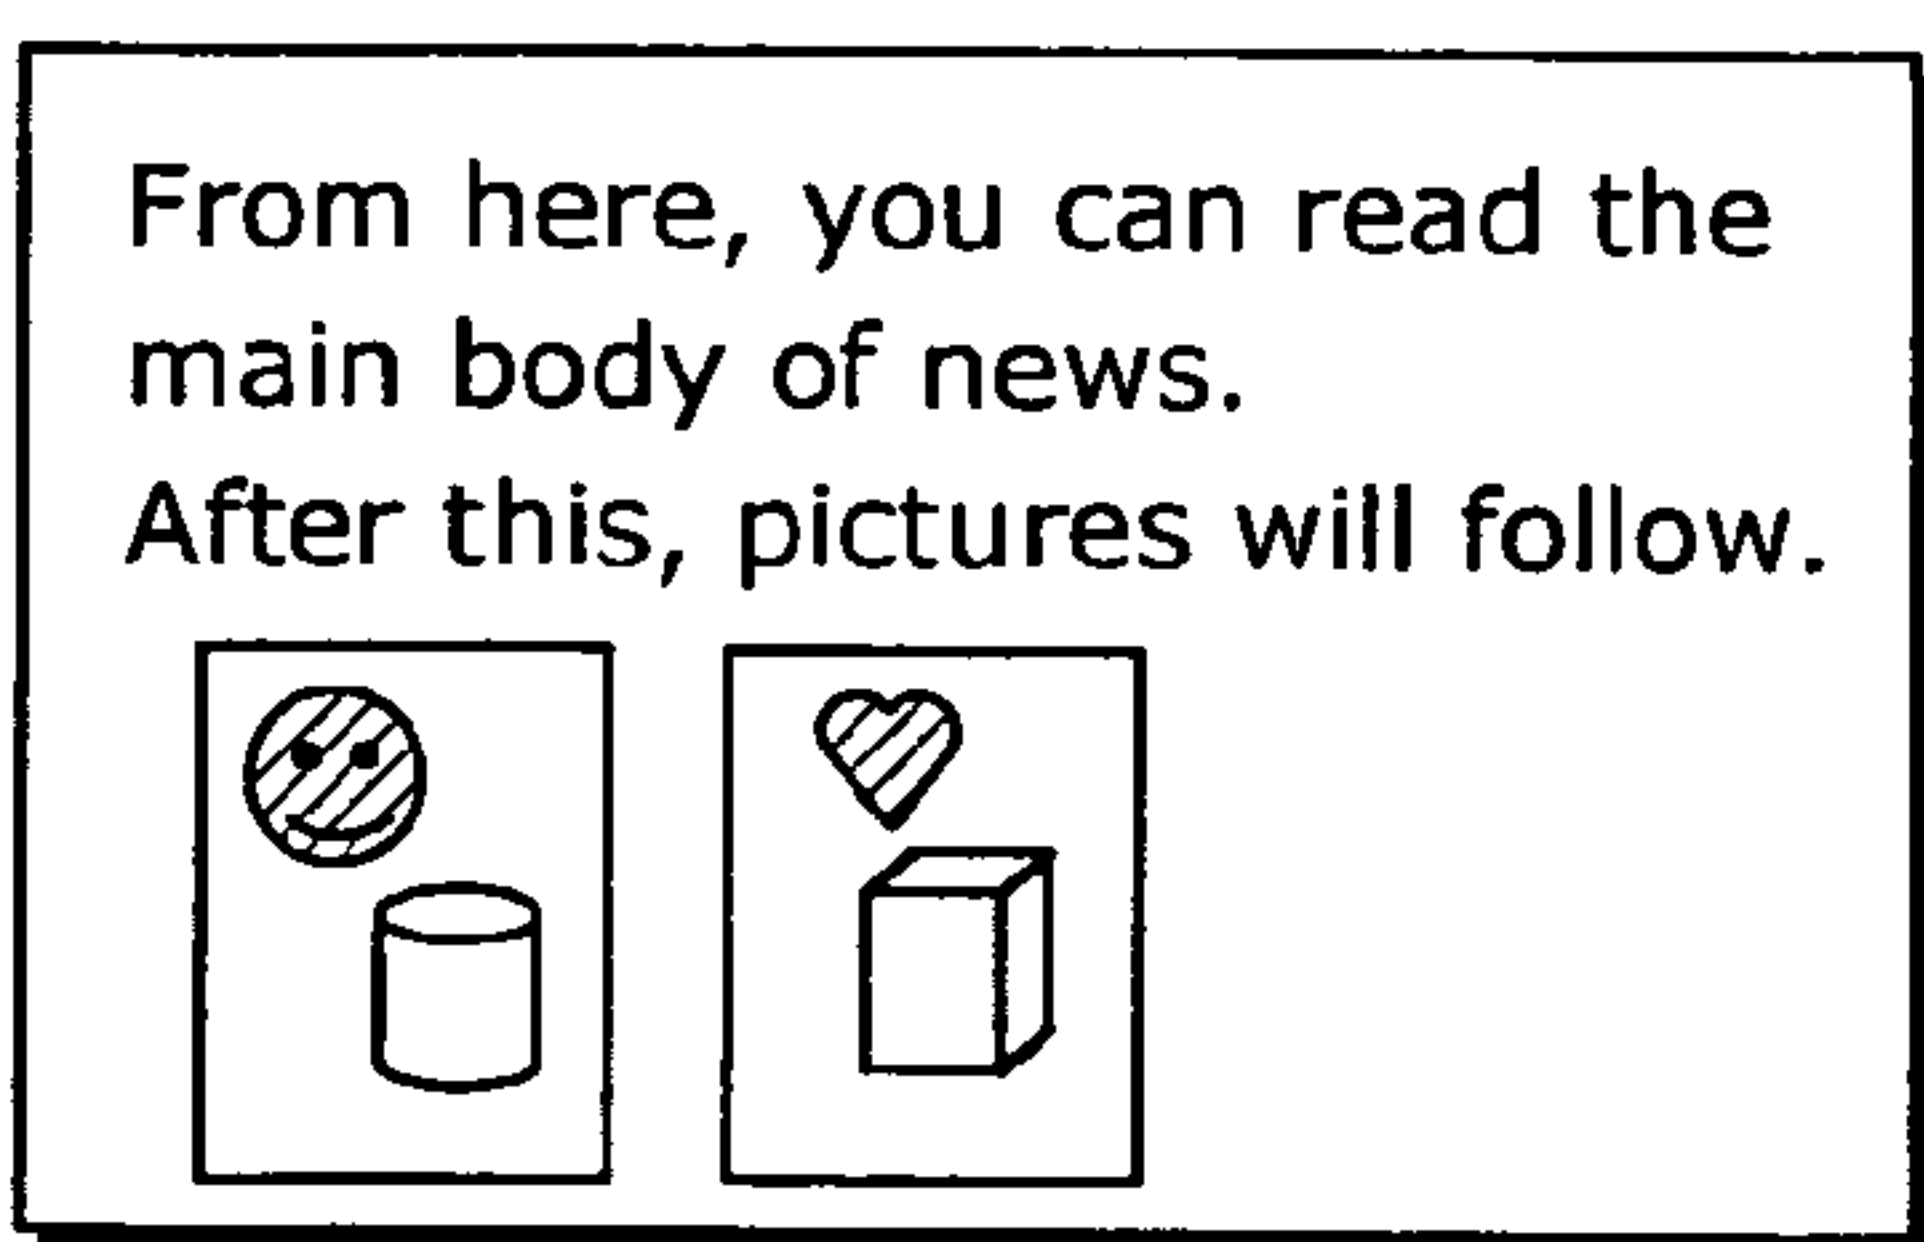 From here, you can read the
main body of news.
After this, pictures will follow.